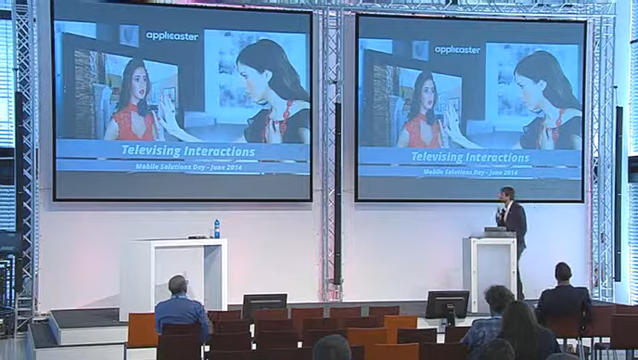 applicaster
Televising Interactions
Mobile Solutions Day - June 2014
applicaster
Televising Interactions
Mobile Solutions Day - June 2014